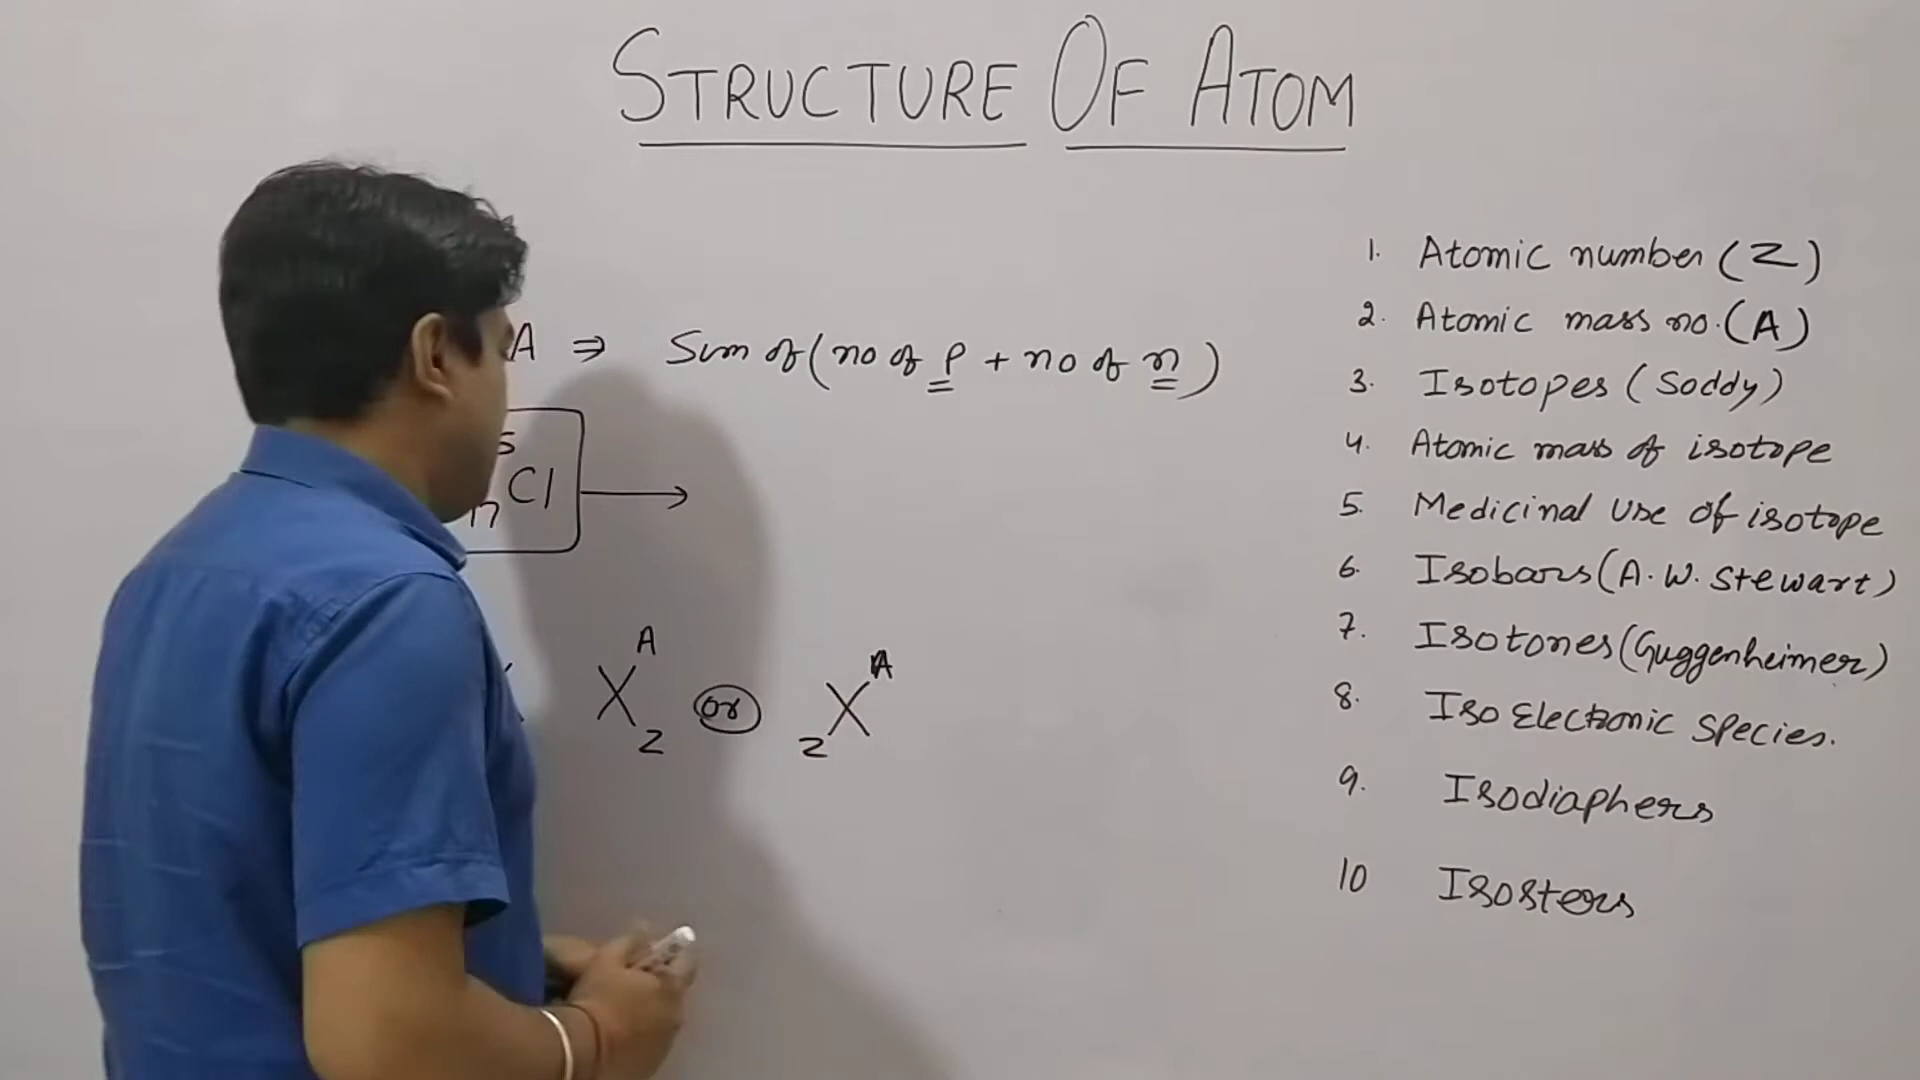 STRUCTURE OF ATOM
A ⇒ Sum of (no of p + no of n)
5
17 Cl →
X A Z or Z X A
1. Atomic number (Z)
2. Atomic mass no. (A)
3. Isotopes (Soddy)
4. Atomic mass of isotope
5. Medicinal Use of isotope
6. Isobars (A. W. Stewart)
7. Isotones (Guggenheimer)
8. Iso Electronic Species.
9. Isodiaphers
10 Isosters